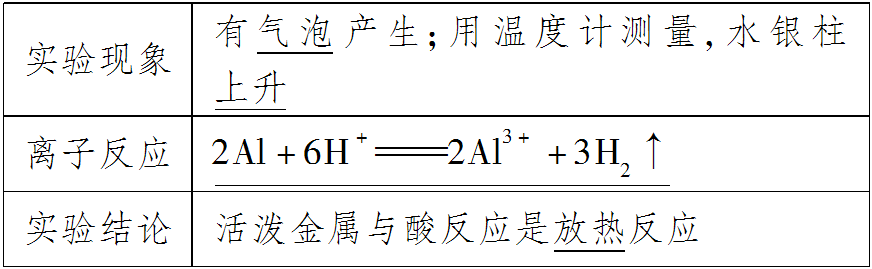 实验现象
有气泡产生;用温度计测量,水银柱
上升
离子反应
2Al+6H⁺══2Al³⁺+3H₂↑
实验结论
活泼金属与酸反应是放热反应